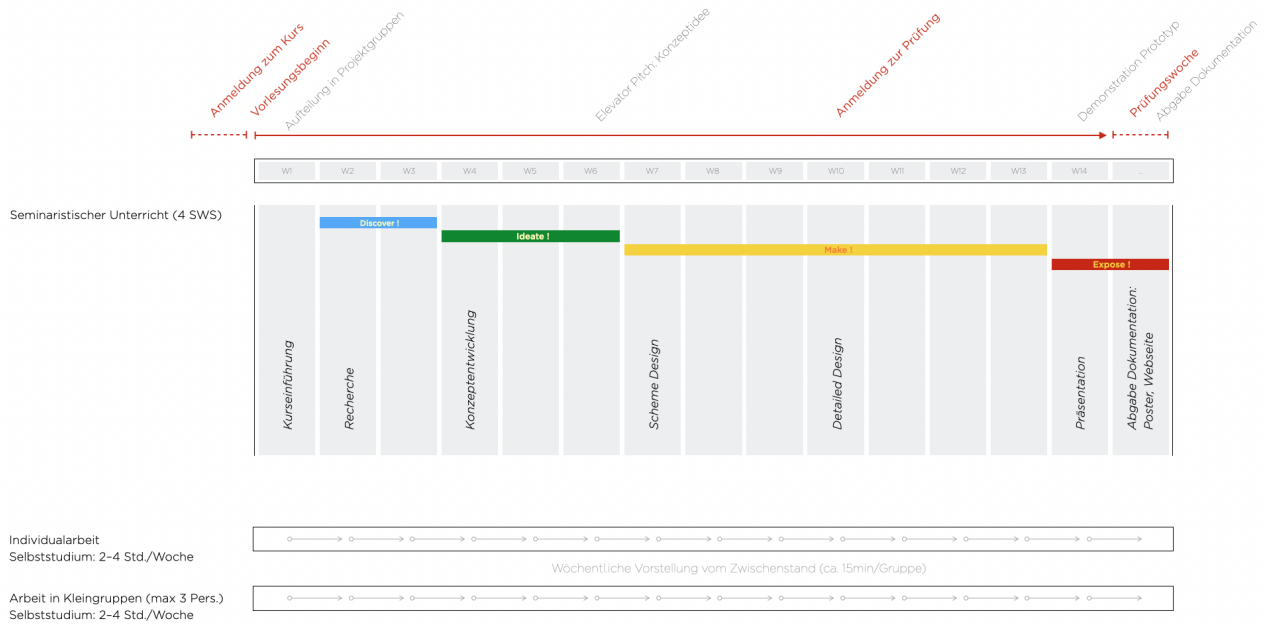 Anmeldung zum Kurs
Vorlesungsbeginn
Aufteilung in Projektgruppen
Elevator Pitch: Konzeptidee
Anmeldung zur Prüfung
Demonstration Prototyp
Prüfungswoche
Abgabe Dokumentation
W1 W2 W3 W4 W5 W6 W7 W8 W9 W10 W11 W12 W13 W14 ...
Seminaristischer Unterricht (4 SWS)
Discover !
Ideate !
Make !
Expose !
Kurseinführung
Recherche
Konzeptentwicklung
Scheme Design
Detailed Design
Präsentation
Abgabe Dokumentation:
Poster, Webseite
Individualarbeit
Selbststudium: 2–4 Std./Woche
Wöchentliche Vorstellung vom Zwischenstand (ca. 15min/Gruppe)
Arbeit in Kleingruppen (max 3 Pers.)
Selbststudium: 2–4 Std./Woche